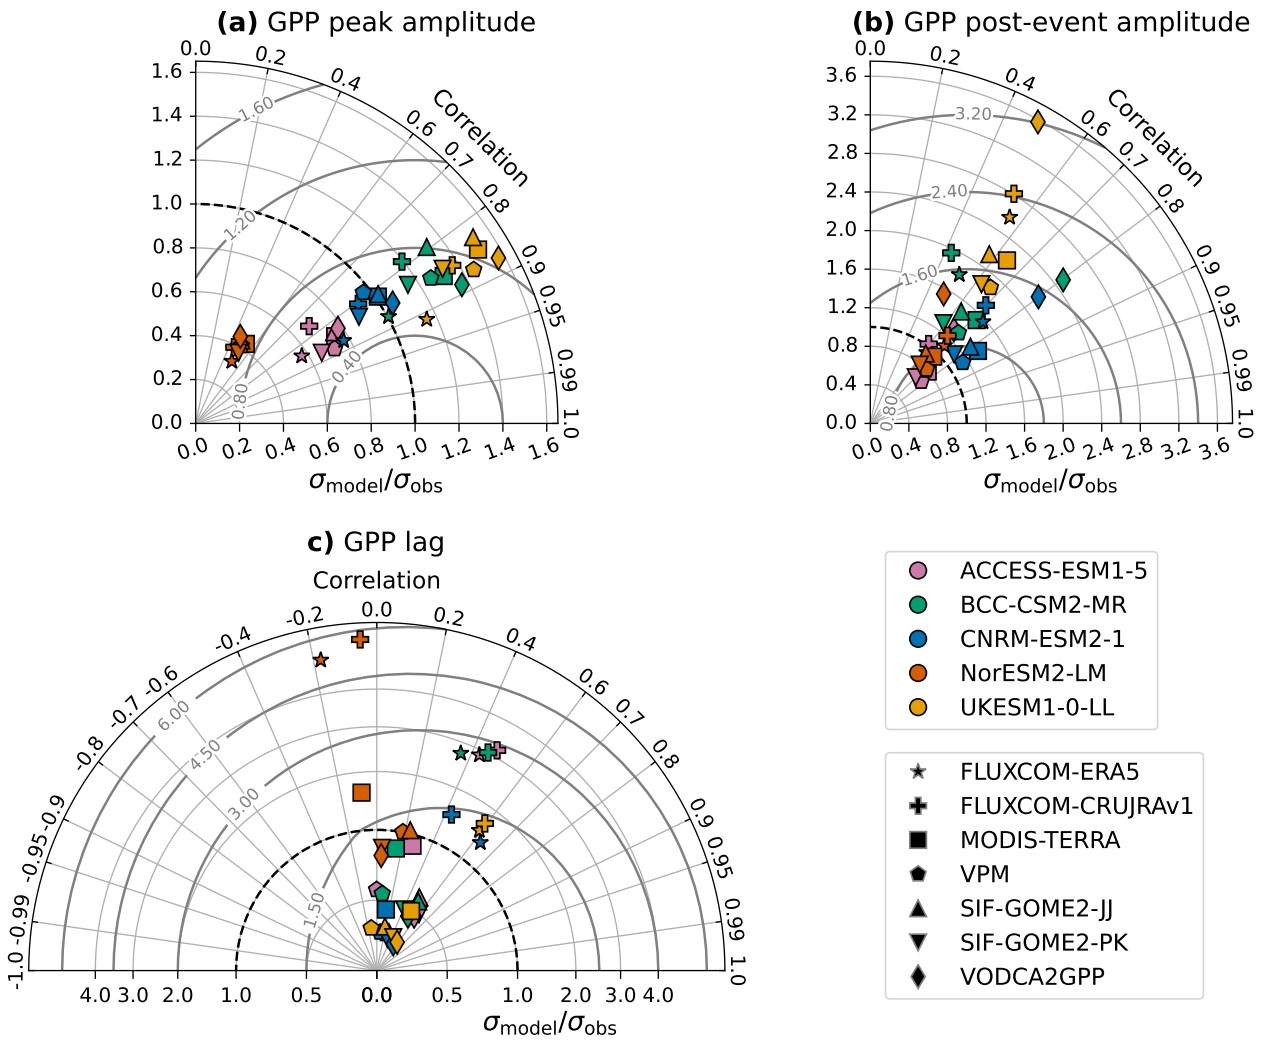 (a) GPP peak amplitude
0.0 0.2 0.4 0.6 0.7 0.8 0.9 0.95 0.99 1.0
Correlation
1.6
1.4
1.2
1.0
0.8
0.6
0.4
0.2
0.0
1.60
1.20
0.80
0.40
0.0 0.2 0.4 0.6 0.8 1.0 1.2 1.4 1.6
σmodel/σobs
(b) GPP post-event amplitude
0.0 0.2 0.4 0.6 0.7 0.8 0.9 0.95 0.99 1.0
Correlation
3.6
3.2
2.8
2.4
2.0
1.6
1.2
0.8
0.4
0.0
3.20
2.40
1.60
0.80
0.0 0.4 0.8 1.2 1.6 2.0 2.4 2.8 3.2 3.6
σmodel/σobs
c) GPP lag
Correlation
-1.0 -0.99 -0.95 -0.9 -0.8 -0.7 -0.6 -0.4 -0.2 0.0 0.2 0.4 0.6 0.7 0.8 0.9 0.95 0.99 1.0
6.00
4.50
3.00
1.50
4.0 3.0 2.0 1.0 0.5 0.0 0.5 1.0 2.0 3.0 4.0
σmodel/σobs
ACCESS-ESM1-5
BCC-CSM2-MR
CNRM-ESM2-1
NorESM2-LM
UKESM1-0-LL
FLUXCOM-ERA5
FLUXCOM-CRUJRAv1
MODIS-TERRA
VPM
SIF-GOME2-JJ
SIF-GOME2-PK
VODCA2GPP